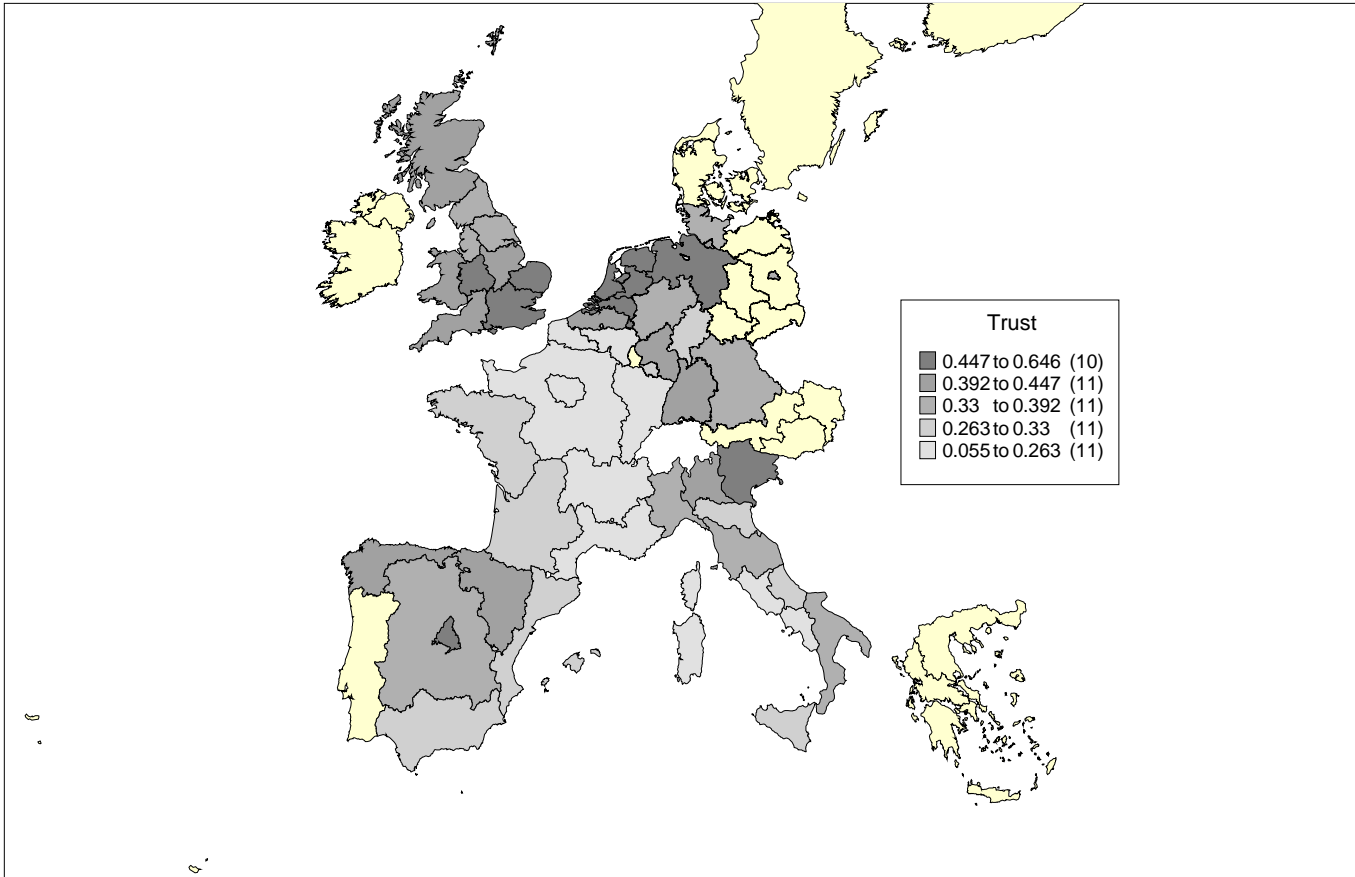 Trust
0.447 to 0.646 (10)
0.392 to 0.447 (11)
0.33 to 0.392 (11)
0.263 to 0.33 (11)
0.055 to 0.263 (11)